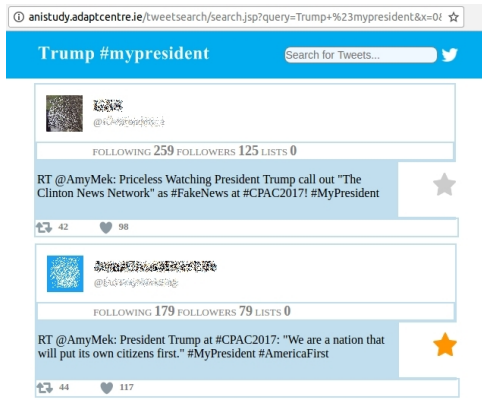 anistudy.adaptcentre.ie/tweetsearch/search.jsp?query=Trump+%23mypresident&x=0&
Trump #mypresident
Search for Tweets...
FOLLOWING 259 FOLLOWERS 125 LISTS 0
RT @AmyMek: Priceless Watching President Trump call out "The
Clinton News Network" as #FakeNews at #CPAC2017! #MyPresident
42 98
FOLLOWING 179 FOLLOWERS 79 LISTS 0
RT @AmyMek: President Trump at #CPAC2017: "We are a nation that
will put its own citizens first." #MyPresident #AmericaFirst
44 117